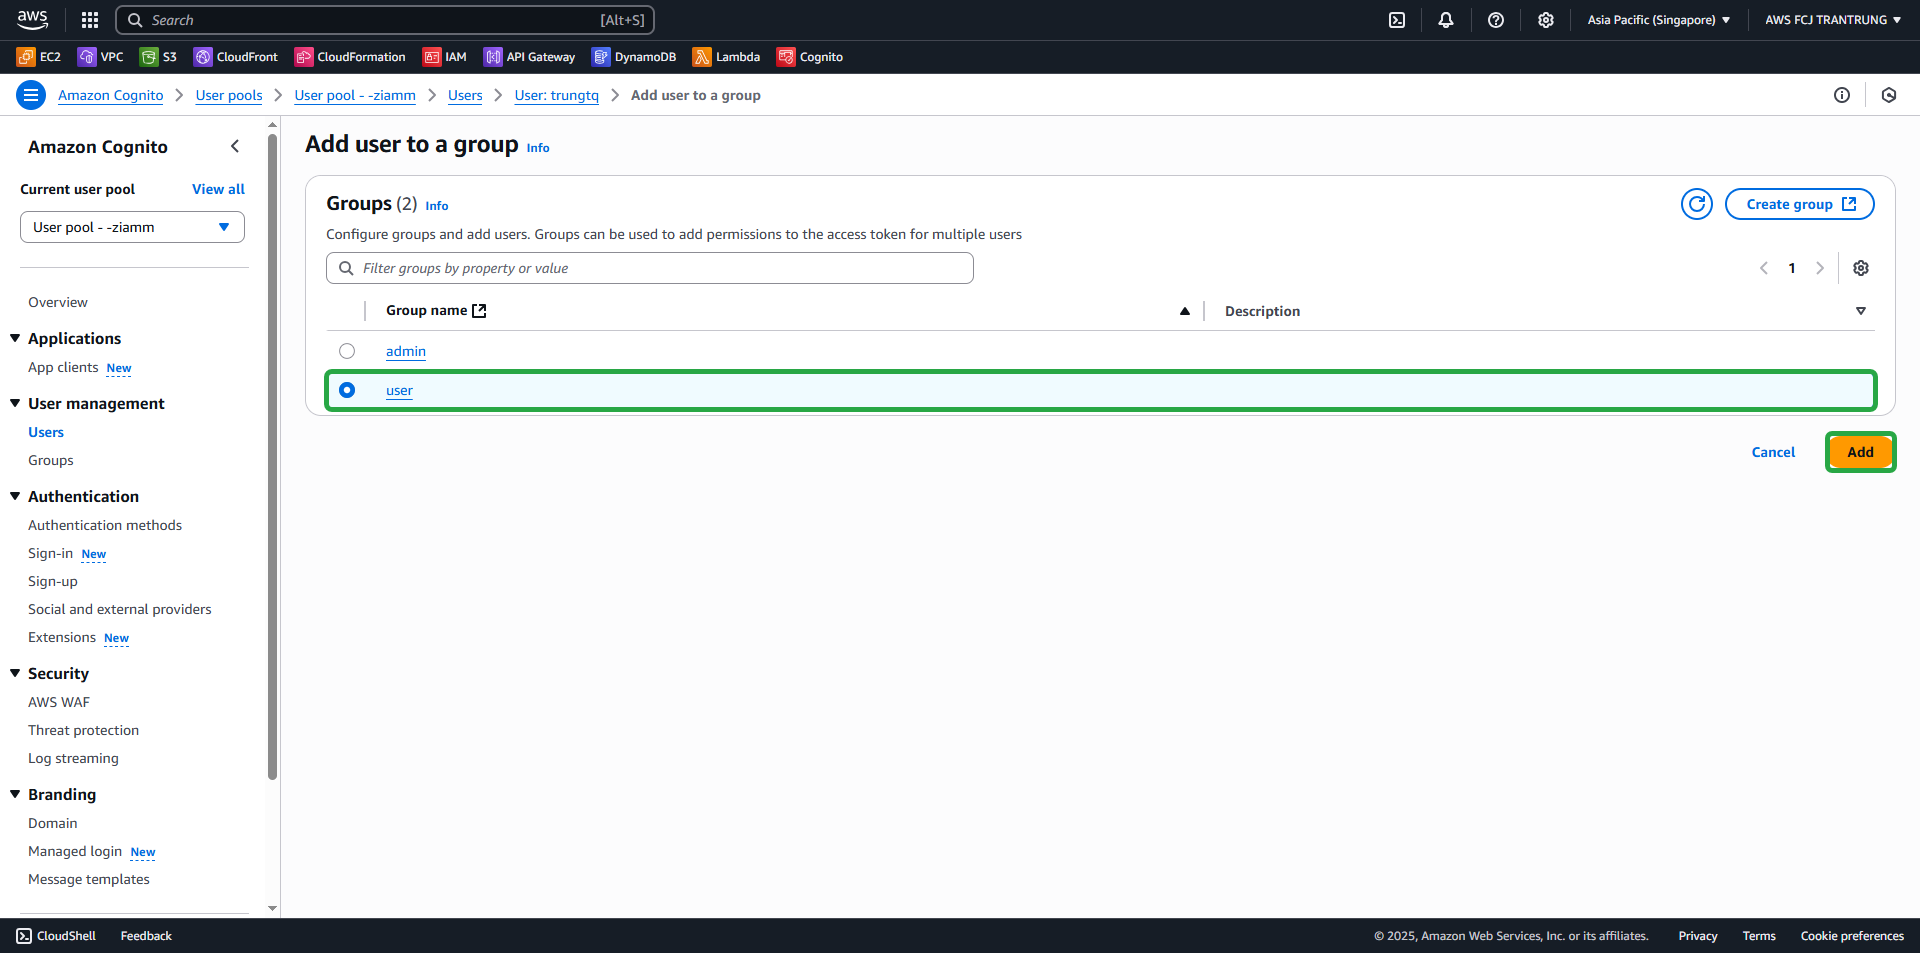 aws
Search [Alt+S]
Asia Pacific (Singapore)
AWS FCJ TRANTRUNG
EC2 VPC S3 CloudFront CloudFormation IAM API Gateway DynamoDB Lambda Cognito
Amazon Cognito User pools User pool - -ziamm Users User: trungtq Add user to a group
Amazon Cognito
Current user pool View all
User pool - -ziamm
Overview
Applications
App clients New
User management
Users
Groups
Authentication
Authentication methods
Sign-in New
Sign-up
Social and external providers
Extensions New
Security
AWS WAF
Threat protection
Log streaming
Branding
Domain
Managed login New
Message templates
Add user to a group Info
Groups (2) Info
Create group
Configure groups and add users. Groups can be used to add permissions to the access token for multiple users
Filter groups by property or value
1
Group name Description
admin
user
Cancel Add
CloudShell Feedback
© 2025, Amazon Web Services, Inc. or its affiliates. Privacy Terms Cookie preferences